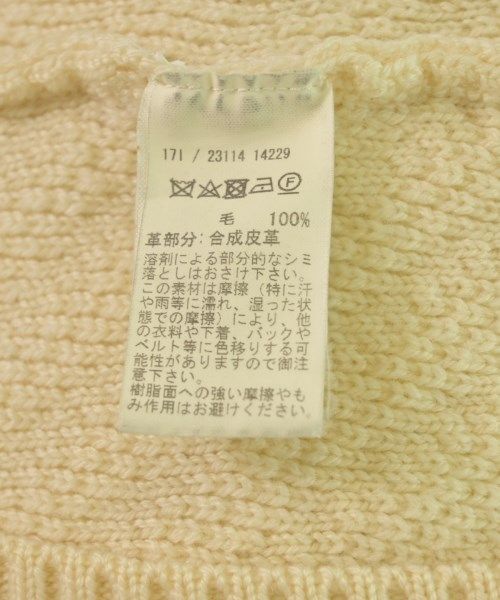 17I / 23114 14229
F
毛 100%
革部分: 合成皮革
溶剤による部分的なシミ
落としはおさけ下さい。
この素材は摩擦(特に汗
や雨等に濡れ、湿った状
態での摩擦)により、他
の衣料や下着、バックや
ベルト等に色移りする可
能性がありますので御注
意下さい。
樹脂面への強い摩擦やも
み作用はお避けください。